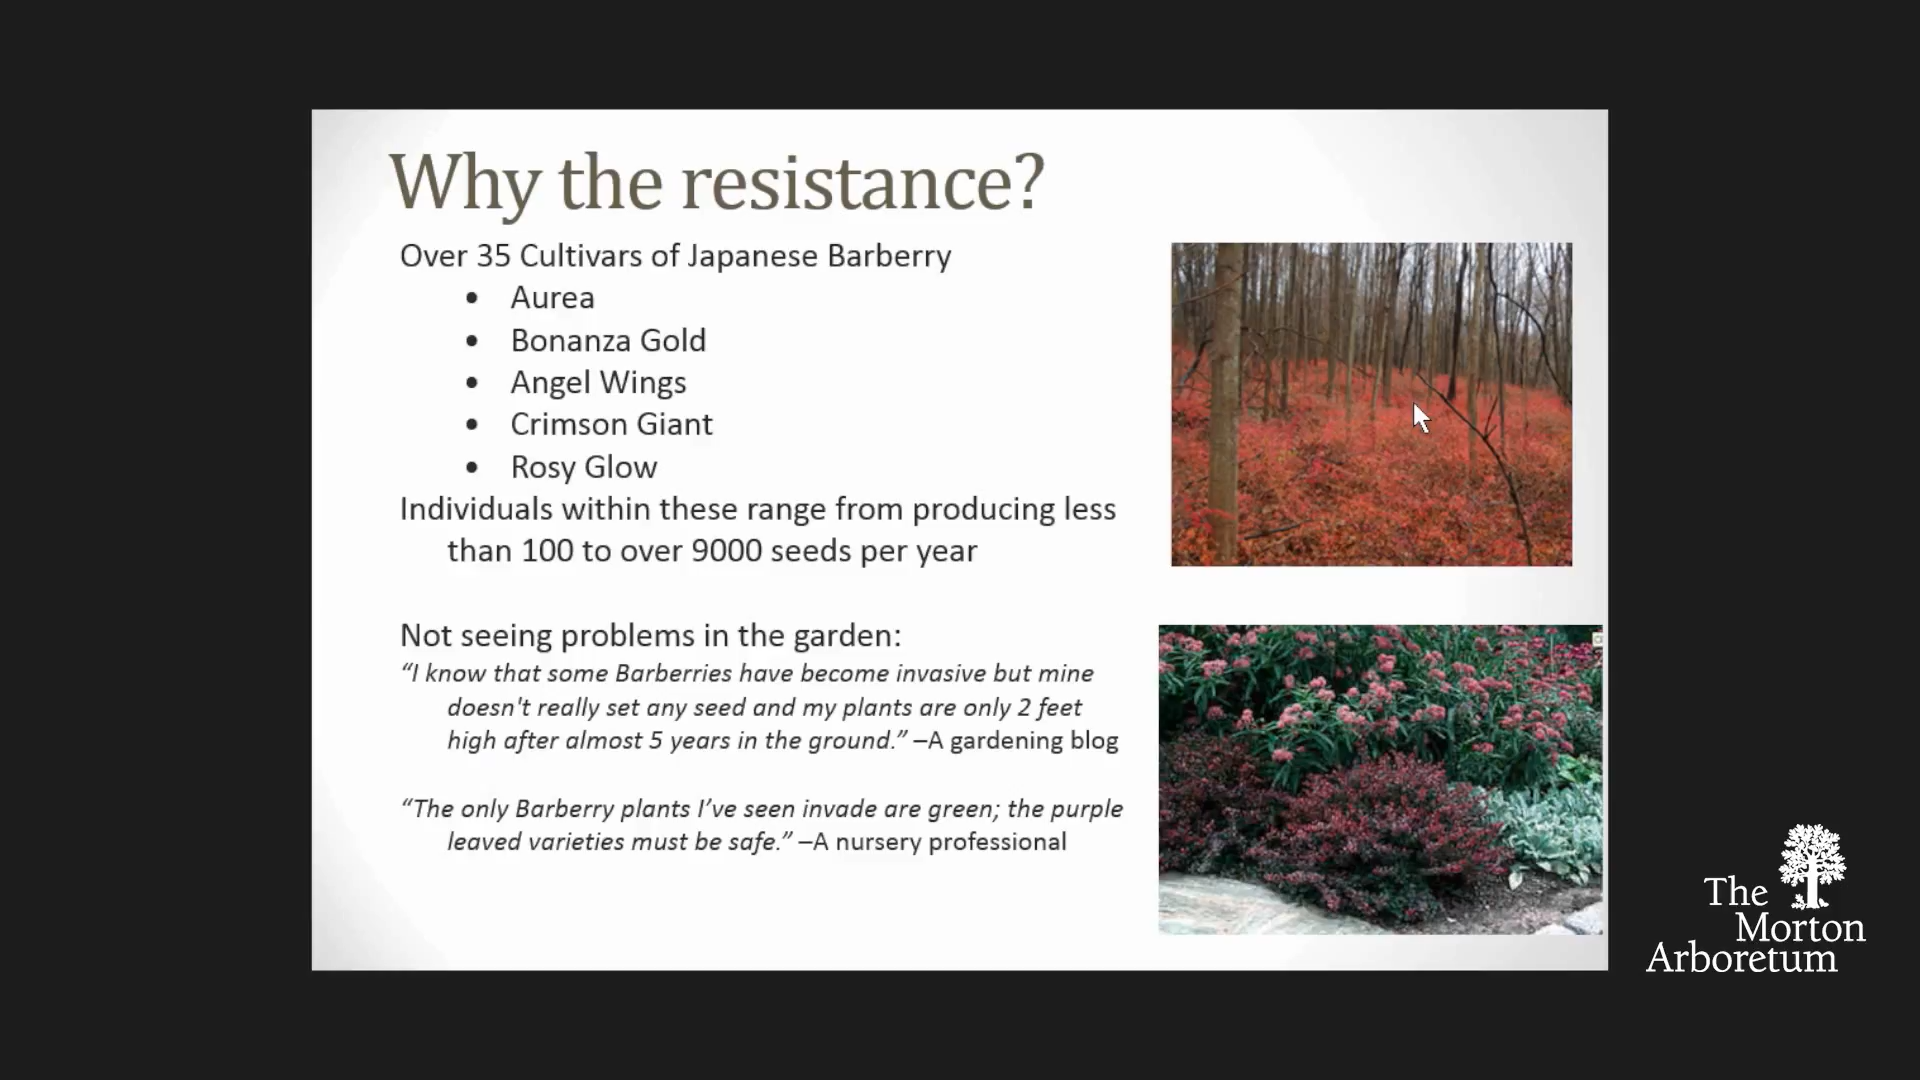 Why the resistance?
Over 35 Cultivars of Japanese Barberry
• Aurea
• Bonanza Gold
• Angel Wings
• Crimson Giant
• Rosy Glow
Individuals within these range from producing less
than 100 to over 9000 seeds per year
Not seeing problems in the garden:
“I know that some Barberries have become invasive but mine
doesn't really set any seed and my plants are only 2 feet
high after almost 5 years in the ground.” –A gardening blog
“The only Barberry plants I’ve seen invade are green; the purple
leaved varieties must be safe.” –A nursery professional
The
Morton
Arboretum